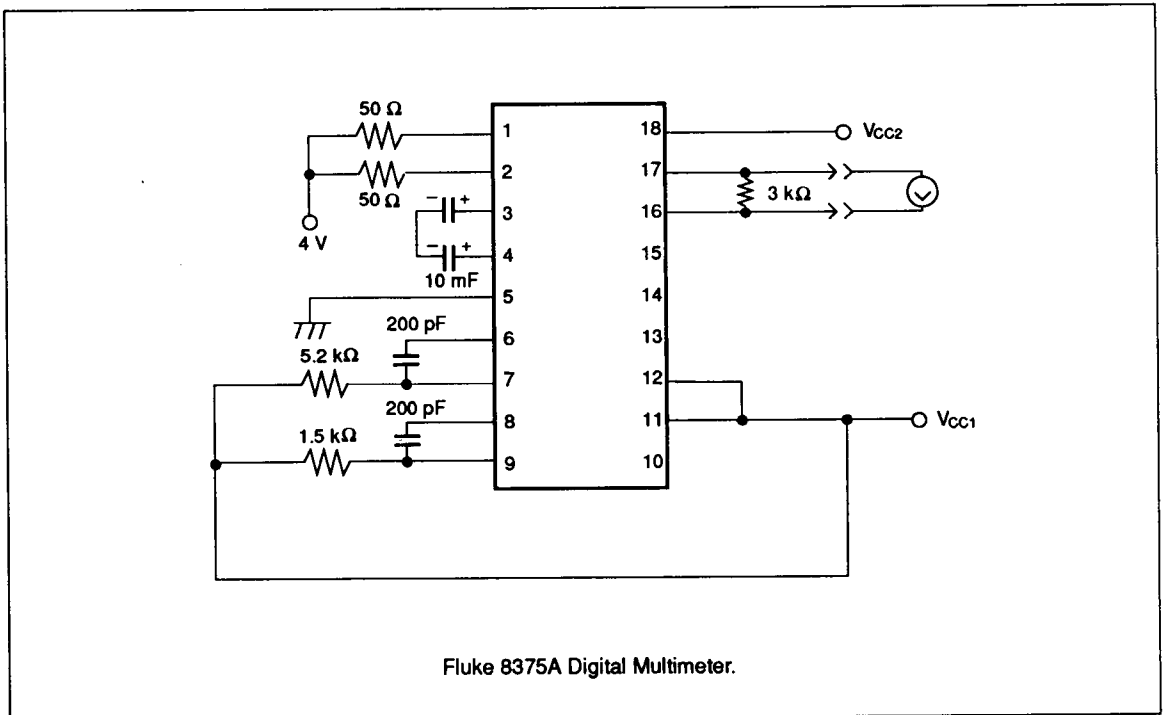 50 Ω
1
18
VCC2
2
17
50 Ω
3 kΩ
– +
3
16
4 V
– +
4
15
10 mF
5
14
200 pF
6
13
5.2 kΩ
7
12
200 pF
8
11
VCC1
1.5 kΩ
9
10
Fluke 8375A Digital Multimeter.